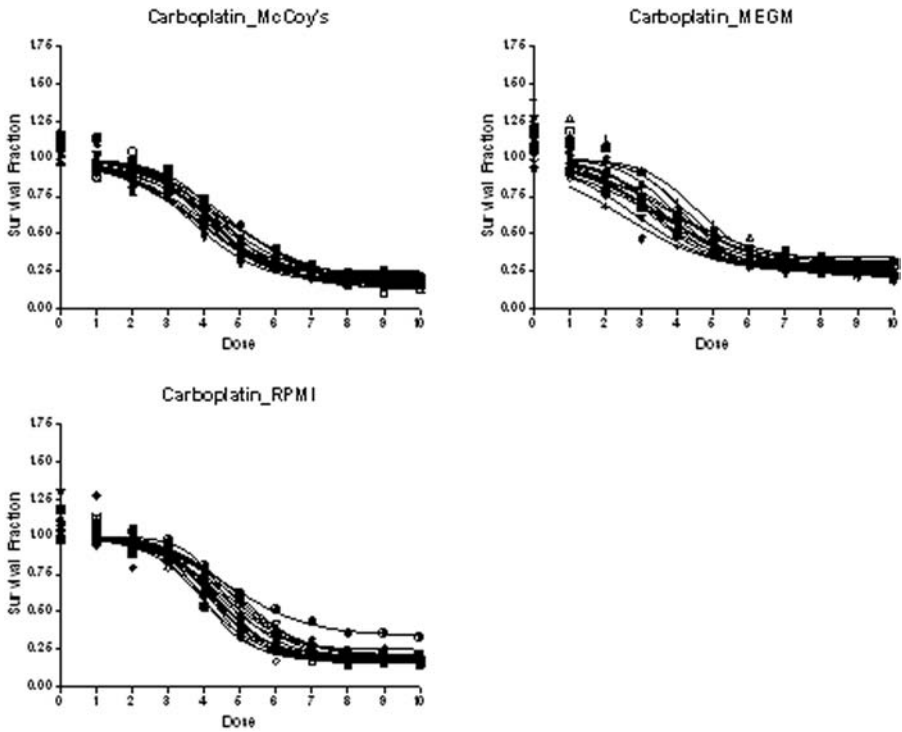 Carboplatin_McCoy's
Survival Fraction
1.75
1.50
1.25
1.00
0.75
0.50
0.25
0.00
0 1 2 3 4 5 6 7 8 9 10
Dose
Carboplatin_MEGM
Survival Fraction
1.75
1.50
1.25
1.00
0.75
0.50
0.25
0.00
0 1 2 3 4 5 6 7 8 9 10
Dose
Carboplatin_RPMI
Survival Fraction
1.75
1.50
1.25
1.00
0.75
0.50
0.25
0.00
0 1 2 3 4 5 6 7 8 9 10
Dose